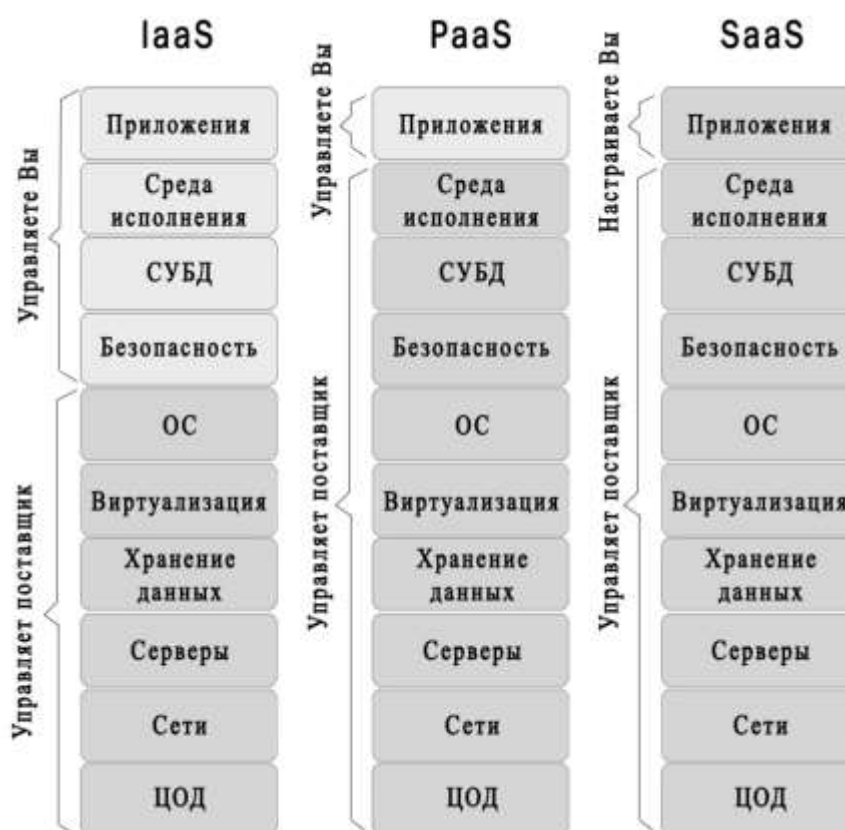 IaaS
Управляете Вы
Приложения
Среда
исполнения
СУБД
Безопасность
Управляет поставщик
ОС
Виртуализация
Хранение
данных
Серверы
Сети
ЦОД
PaaS
Управляете Вы
Приложения
Управляет поставщик
Среда
исполнения
СУБД
Безопасность
ОС
Виртуализация
Хранение
данных
Серверы
Сети
ЦОД
SaaS
Настраиваете Вы
Приложения
Управляет поставщик
Среда
исполнения
СУБД
Безопасность
ОС
Виртуализация
Хранение
данных
Серверы
Сети
ЦОД